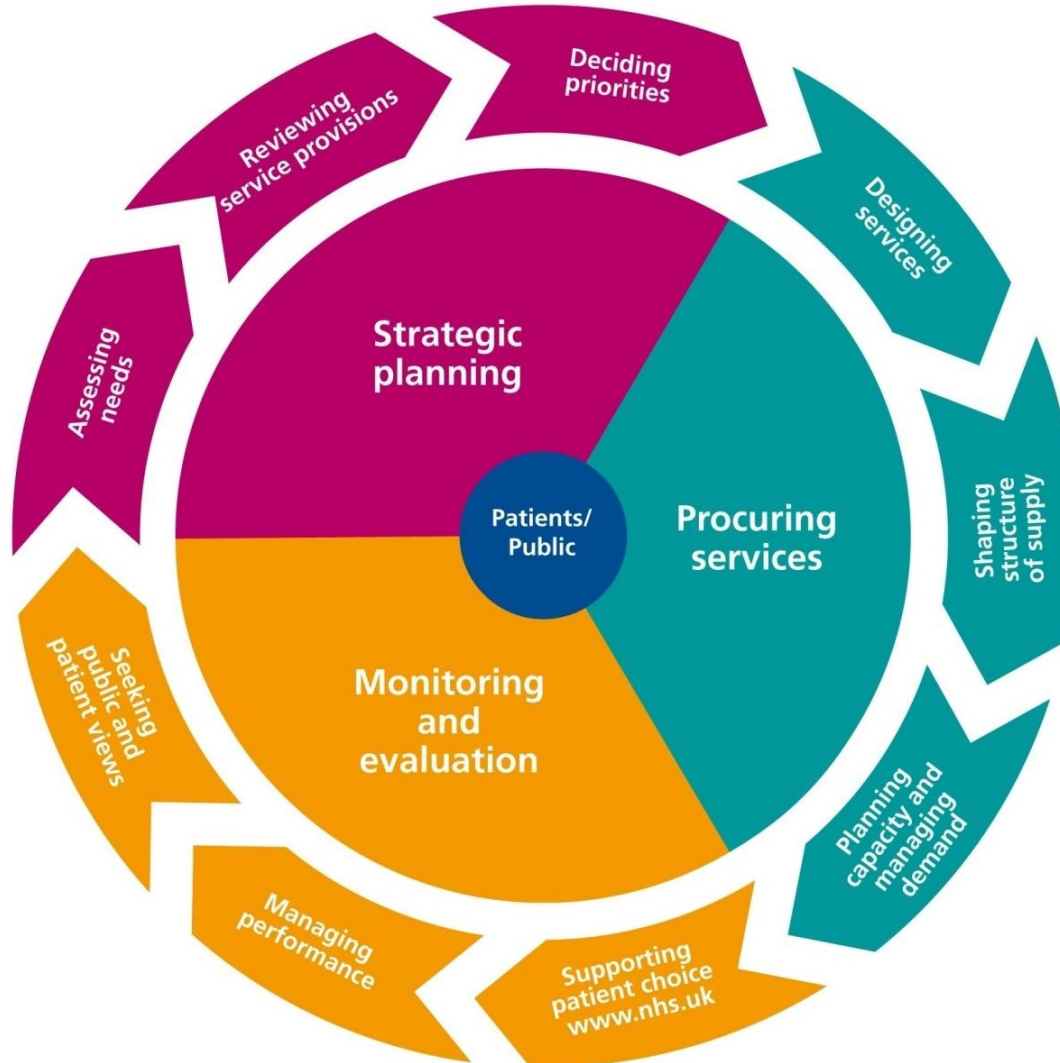 Deciding
priorities
Designing
services
Shaping
structure
of supply
Planning
capacity and
managing
demand
Supporting
patient choice
www.nhs.uk
Managing
performance
Seeking
public and
patient views
Assessing
needs
Reviewing
service provisions
Strategic
planning
Procuring
services
Monitoring
and
evaluation
Patients/
Public